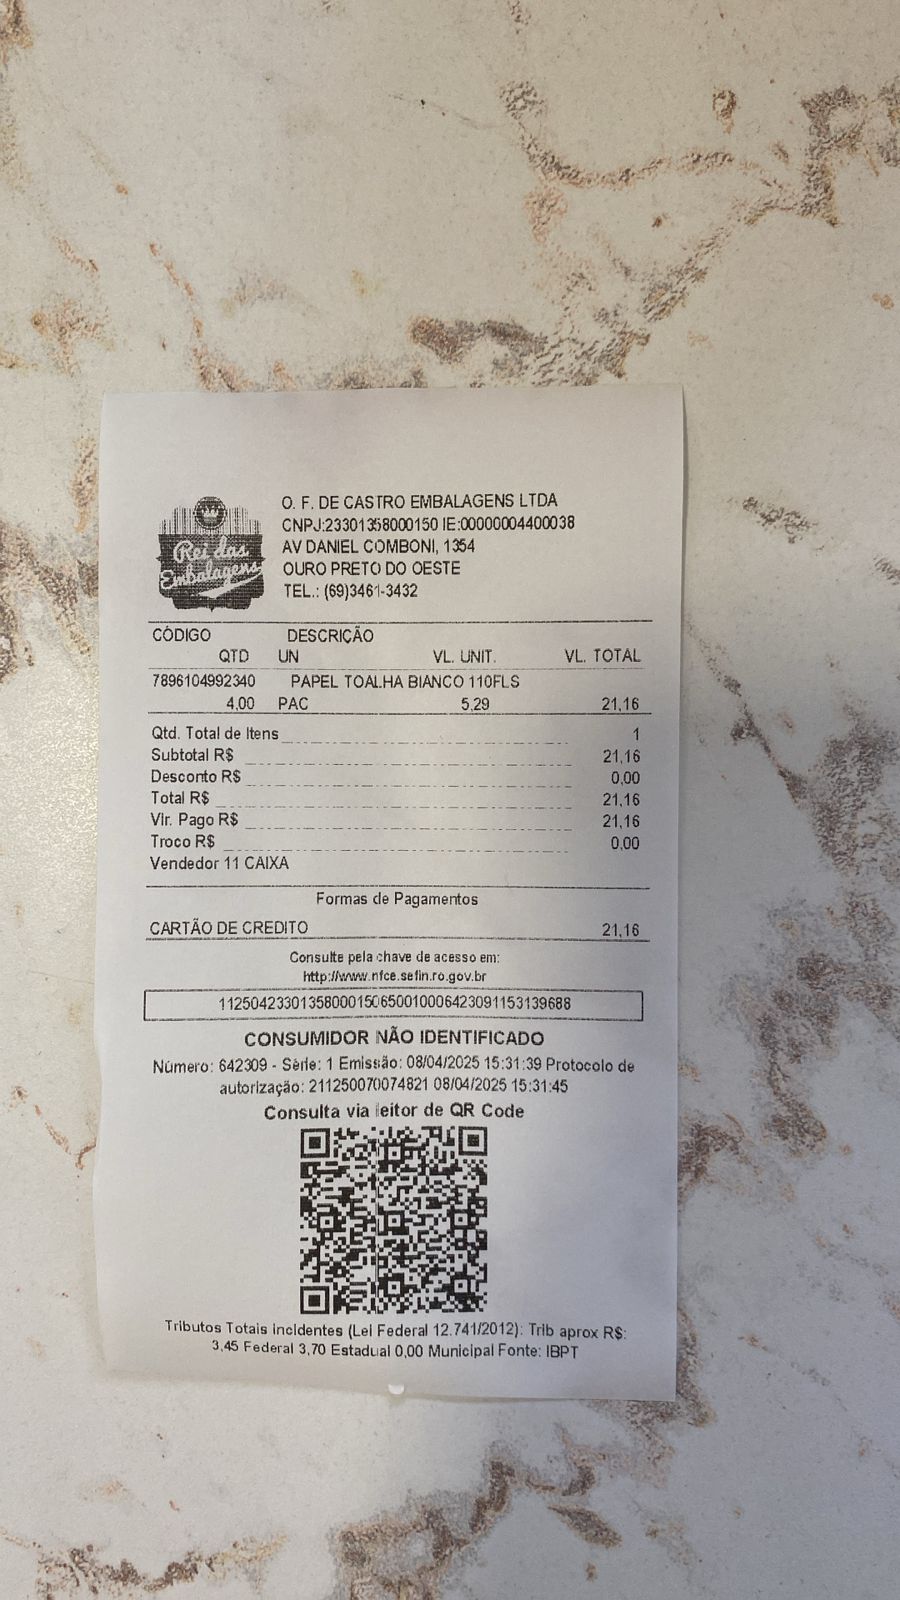 Rei das
Embalagens
O. F. DE CASTRO EMBALAGENS LTDA
CNPJ:23301358000150 IE:00000004400038
AV DANIEL COMBONI, 1354
OURO PRETO DO OESTE
TEL.: (69)3461-3432
CÓDIGO DESCRIÇÃO
QTD UN VL. UNIT. VL. TOTAL
7896104992340 PAPEL TOALHA BIANCO 110FLS
4,00 PAC 5,29 21,16
Qtd. Total de Itens 1
Subtotal R$ 21,16
Desconto R$ 0,00
Total R$ 21,16
Vlr. Pago R$ 21,16
Troco R$ 0,00
Vendedor 11 CAIXA
Formas de Pagamentos
CARTÃO DE CREDITO 21,16
Consulte pela chave de acesso em:
http://www.nfce.sefin.ro.gov.br
11250423301358000150650010006423091153139688
CONSUMIDOR NÃO IDENTIFICADO
Número: 642309 - Série: 1 Emissão: 08/04/2025 15:31:39 Protocolo de
autorização: 211250070074821 08/04/2025 15:31:45
Consulta via leitor de QR Code
Tributos Totais incidentes (Lei Federal 12.741/2012): Trib aprox R$:
3,45 Federal 3,70 Estadual 0,00 Municipal Fonte: IBPT